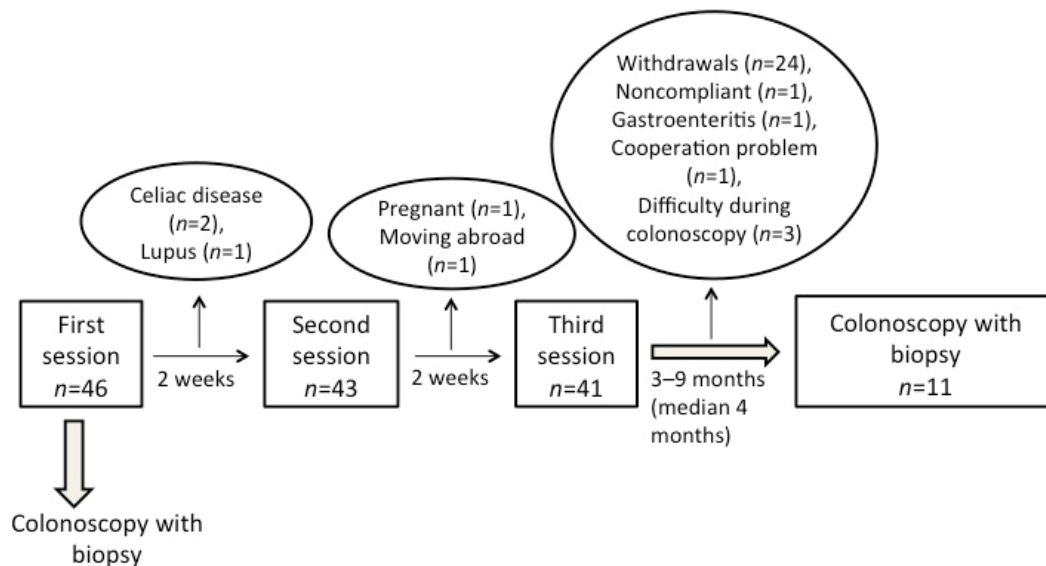 Withdrawals (n=24),
Noncompliant (n=1),
Gastroenteritis (n=1),
Cooperation problem
(n=1),
Difficulty during
colonoscopy (n=3)
Celiac disease
(n=2),
Lupus (n=1)
Pregnant (n=1),
Moving abroad
(n=1)
First
session
n=46
2 weeks
Second
session
n=43
2 weeks
Third
session
n=41
3–9 months
(median 4
months)
Colonoscopy with
biopsy
n=11
Colonoscopy with
biopsy